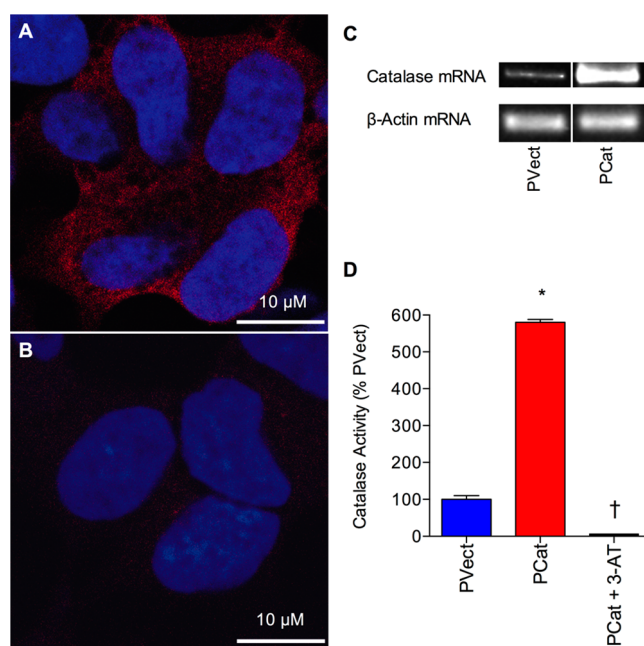 A
10 µM
B
10 µM
C
Catalase mRNA
β-Actin mRNA
PVect
PCat
D
Catalase Activity (% PVect)
600
500
400
300
200
100
0
*
†
PVect
PCat
PCat + 3-AT